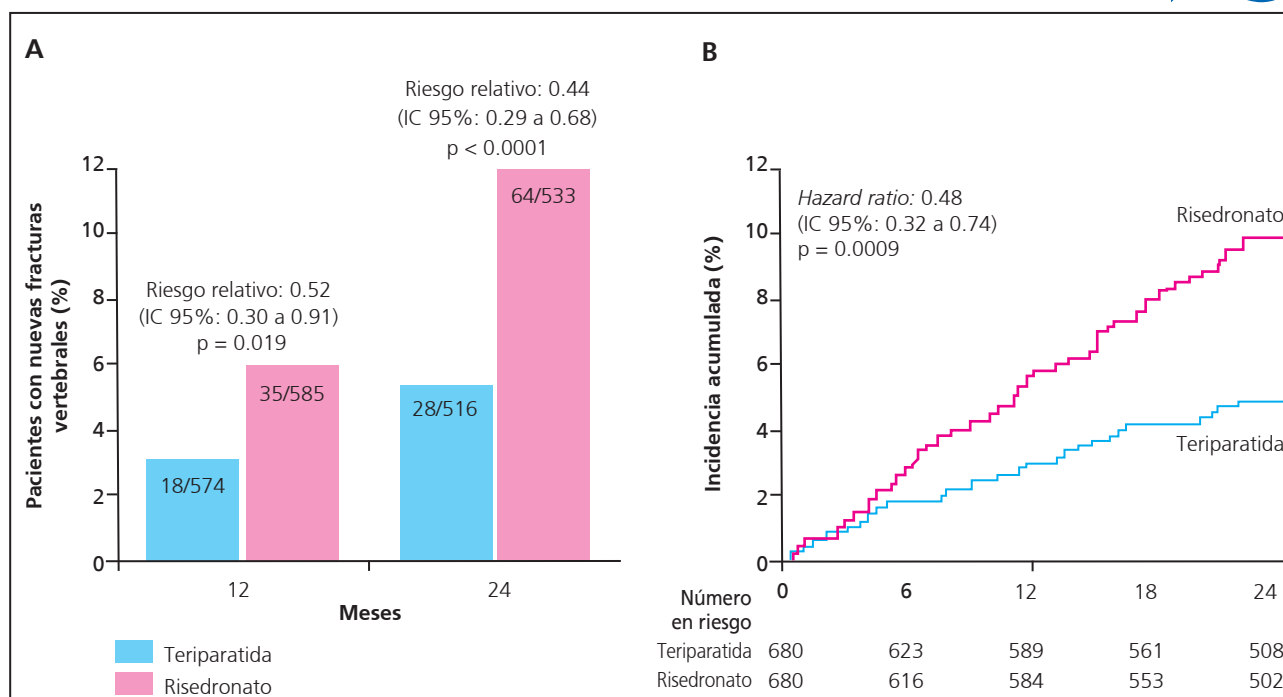 A
Riesgo relativo: 0.44
(IC 95%: 0.29 a 0.68)
p < 0.0001
Riesgo relativo: 0.52
(IC 95%: 0.30 a 0.91)
p = 0.019
Pacientes con nuevas fracturas
vertebrales (%)
12
10
8
6
4
2
0
18/574
35/585
28/516
64/533
12
24
Meses
Teriparatida
Risedronato
B
Hazard ratio: 0.48
(IC 95%: 0.32 a 0.74)
p = 0.0009
Incidencia acumulada (%)
12
10
8
6
4
2
0
Risedronato
Teriparatida
0 6 12 18 24
Número
en riesgo
Teriparatida 680 623 589 561 508
Risedronato 680 616 584 553 502